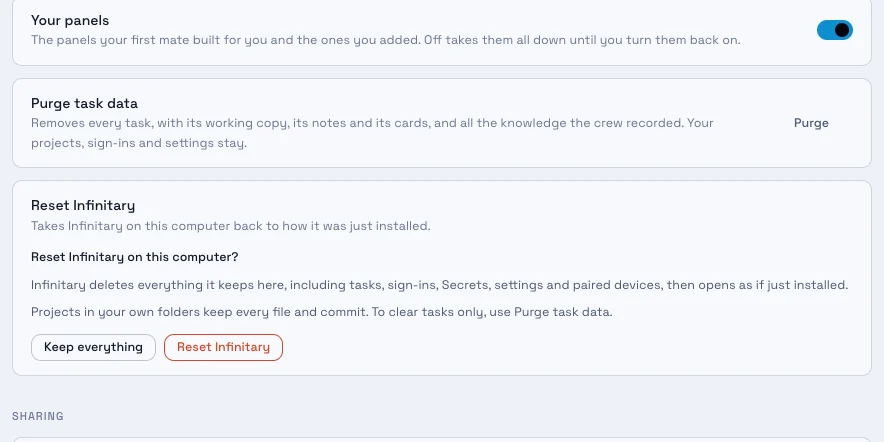 Your panels
The panels your first mate built for you and the ones you added. Off takes them all down until you turn them back on.
Purge task data
Removes every task, with its working copy, its notes and its cards, and all the knowledge the crew recorded. Your
projects, sign-ins and settings stay.
Purge
Reset Infinitary
Takes Infinitary on this computer back to how it was just installed.
Reset Infinitary on this computer?
Infinitary deletes everything it keeps here, including tasks, sign-ins, Secrets, settings and paired devices, then opens as if just installed.
Projects in your own folders keep every file and commit. To clear tasks only, use Purge task data.
Keep everything
Reset Infinitary
SHARING